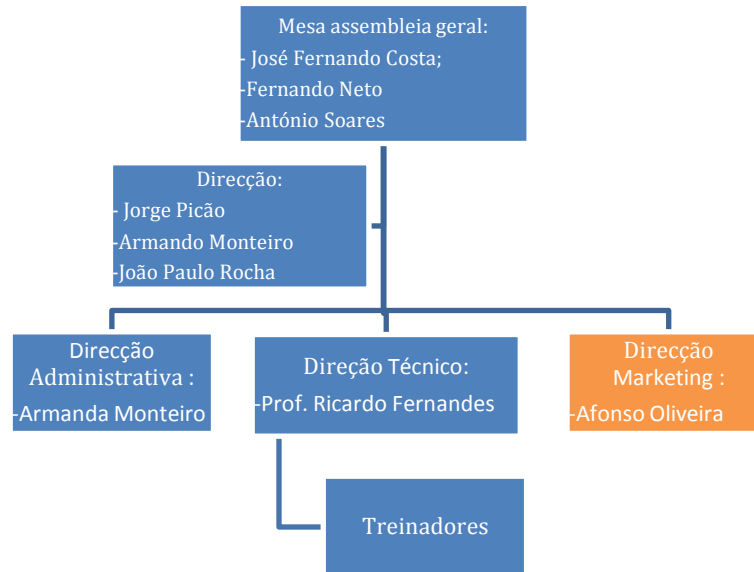 Mesa assembleia geral:
- José Fernando Costa;
-Fernando Neto
-António Soares
Direcção:
- Jorge Picão
-Armando Monteiro
-João Paulo Rocha
Direcção
Administrativa :
-Armanda Monteiro
Direção Técnico:
-Prof. Ricardo Fernandes
Direcção
Marketing :
-Afonso Oliveira
Treinadores